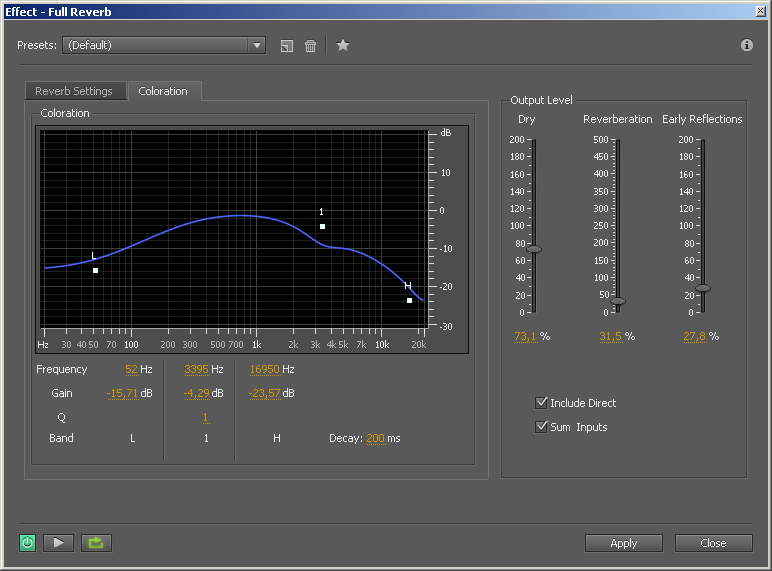 Effect - Full Reverb
Presets: (Default)
Reverb Settings Coloration
Coloration
dB
10
0
-10
-20
-30
L
1
H
Hz 30 40 50 70 100 200 300 500 700 1k 2k 3k 4k 5k 7k 10k 20k
Frequency 52 Hz 3395 Hz 16950 Hz
Gain -15,71 dB -4,29 dB -23,57 dB
Q 1
Band L 1 H Decay: 200 ms
Output Level
Dry Reverberation Early Reflections
200 500 200
180 450 180
160 400 160
140 350 140
120 300 120
100 250 100
80 200 80
60 150 60
40 100 40
20 50 20
0 0 0
73,1 % 31,5 % 27,8 %
Include Direct
Sum Inputs
Apply Close